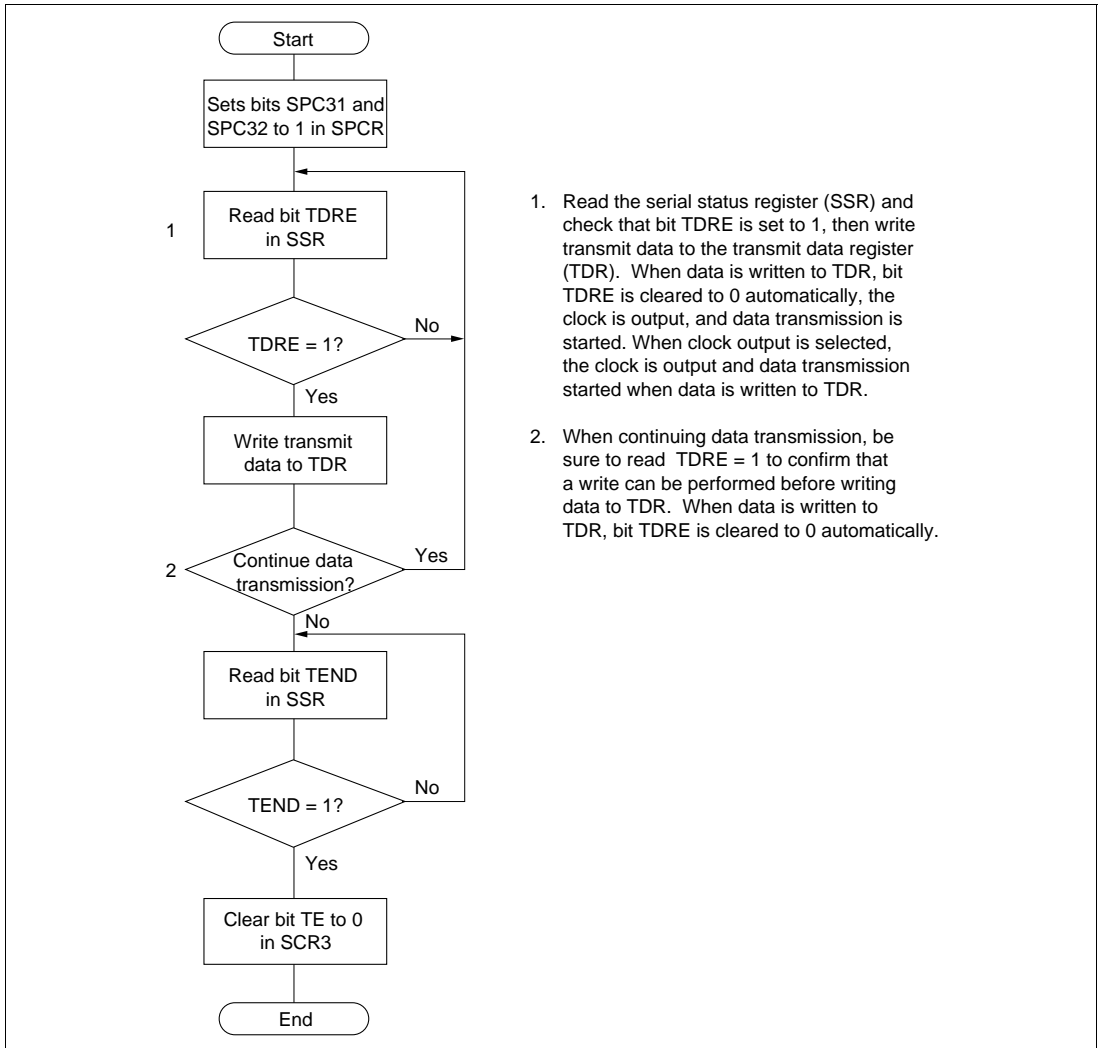 Start
Sets bits SPC31 and
SPC32 to 1 in SPCR
1
Read bit TDRE
in SSR
TDRE = 1?
No
Yes
Write transmit
data to TDR
2
Continue data
transmission?
Yes
No
Read bit TEND
in SSR
TEND = 1?
No
Yes
Clear bit TE to 0
in SCR3
End
1. Read the serial status register (SSR) and
check that bit TDRE is set to 1, then write
transmit data to the transmit data register
(TDR). When data is written to TDR, bit
TDRE is cleared to 0 automatically, the
clock is output, and data transmission is
started. When clock output is selected,
the clock is output and data transmission
started when data is written to TDR.
2. When continuing data transmission, be
sure to read TDRE = 1 to confirm that
a write can be performed before writing
data to TDR. When data is written to
TDR, bit TDRE is cleared to 0 automatically.